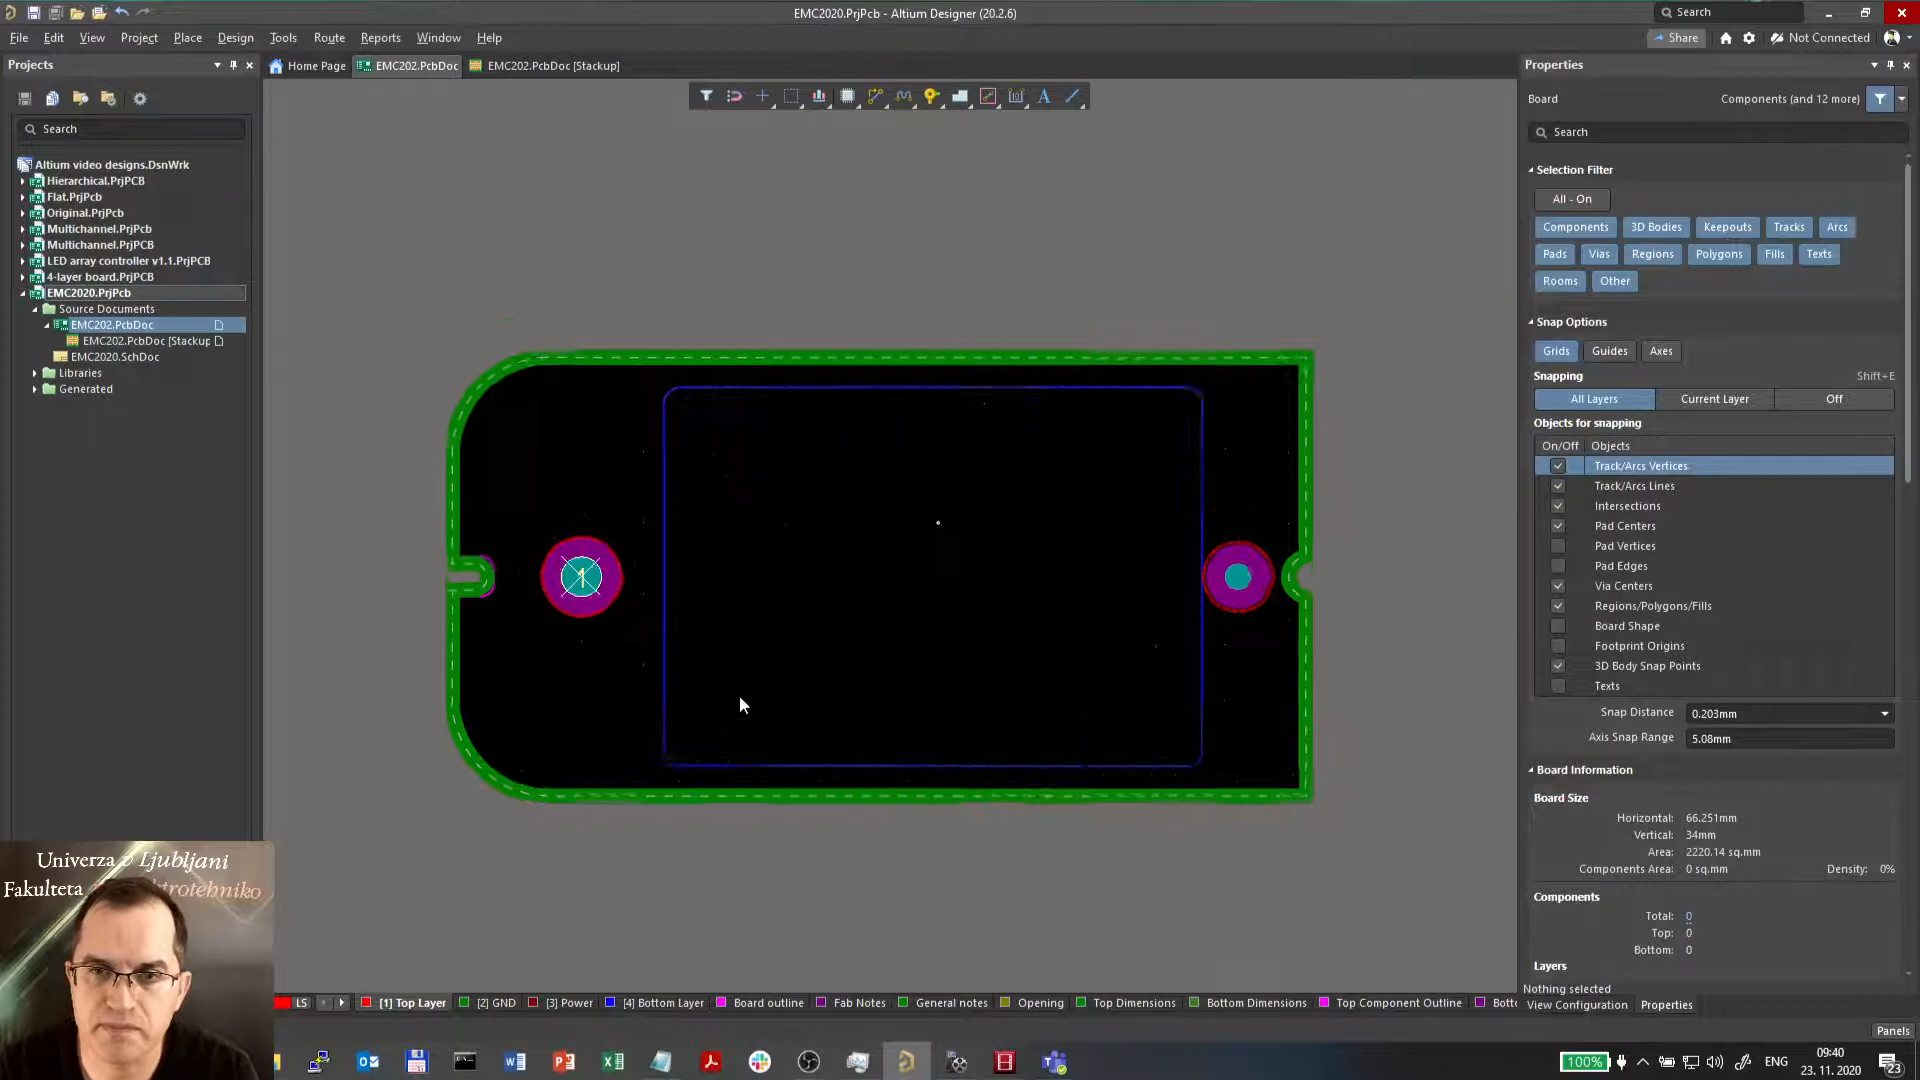 EMC2020.PrjPcb - Altium Designer (20.2.6)
Search
File Edit View Project Place Design Tools Route Reports Window Help
Share
Not Connected
Projects
Home Page
EMC202.PcbDoc
EMC202.PcbDoc [Stackup]
Properties
Board
Components (and 12 more)
Search
Search
Altium video designs.DsnWrk
Hierarchical.PrjPCB
Flat.PrjPcb
Original.PrjPcb
Multichannel.PrjPcb
Multichannel.PrjPCB
LED array controller v1.1.PrjPCB
4-layer board.PrjPCB
EMC2020.PrjPcb
Source Documents
EMC202.PcbDoc
EMC202.PcbDoc [Stackup
EMC2020.SchDoc
Libraries
Generated
1
Selection Filter
All - On
Components 3D Bodies Keepouts Tracks Arcs
Pads Vias Regions Polygons Fills Texts
Rooms Other
Snap Options
Grids Guides Axes
Snapping Shift+E
All Layers Current Layer Off
Objects for snapping
On/Off Objects
Track/Arcs Vertices
Track/Arcs Lines
Intersections
Pad Centers
Pad Vertices
Pad Edges
Via Centers
Regions/Polygons/Fills
Board Shape
Footprint Origins
3D Body Snap Points
Texts
Snap Distance 0.203mm
Axis Snap Range 5.08mm
Board Information
Board Size
Horizontal: 66.251mm
Vertical: 34mm
Area: 2220.14 sq.mm
Components Area: 0 sq.mm Density: 0%
Components
Total: 0
Top: 0
Bottom: 0
Layers
Nothing selected
View Configuration Properties
Panels
Univerza v Ljubljani
Fakulteta
LS [1] Top Layer [2] GND [3] Power [4] Bottom Layer Board outline Fab Notes General notes Opening Top Dimensions Bottom Dimensions Top Component Outline Botto
100%
ENG
09:40
23. 11. 2020
23